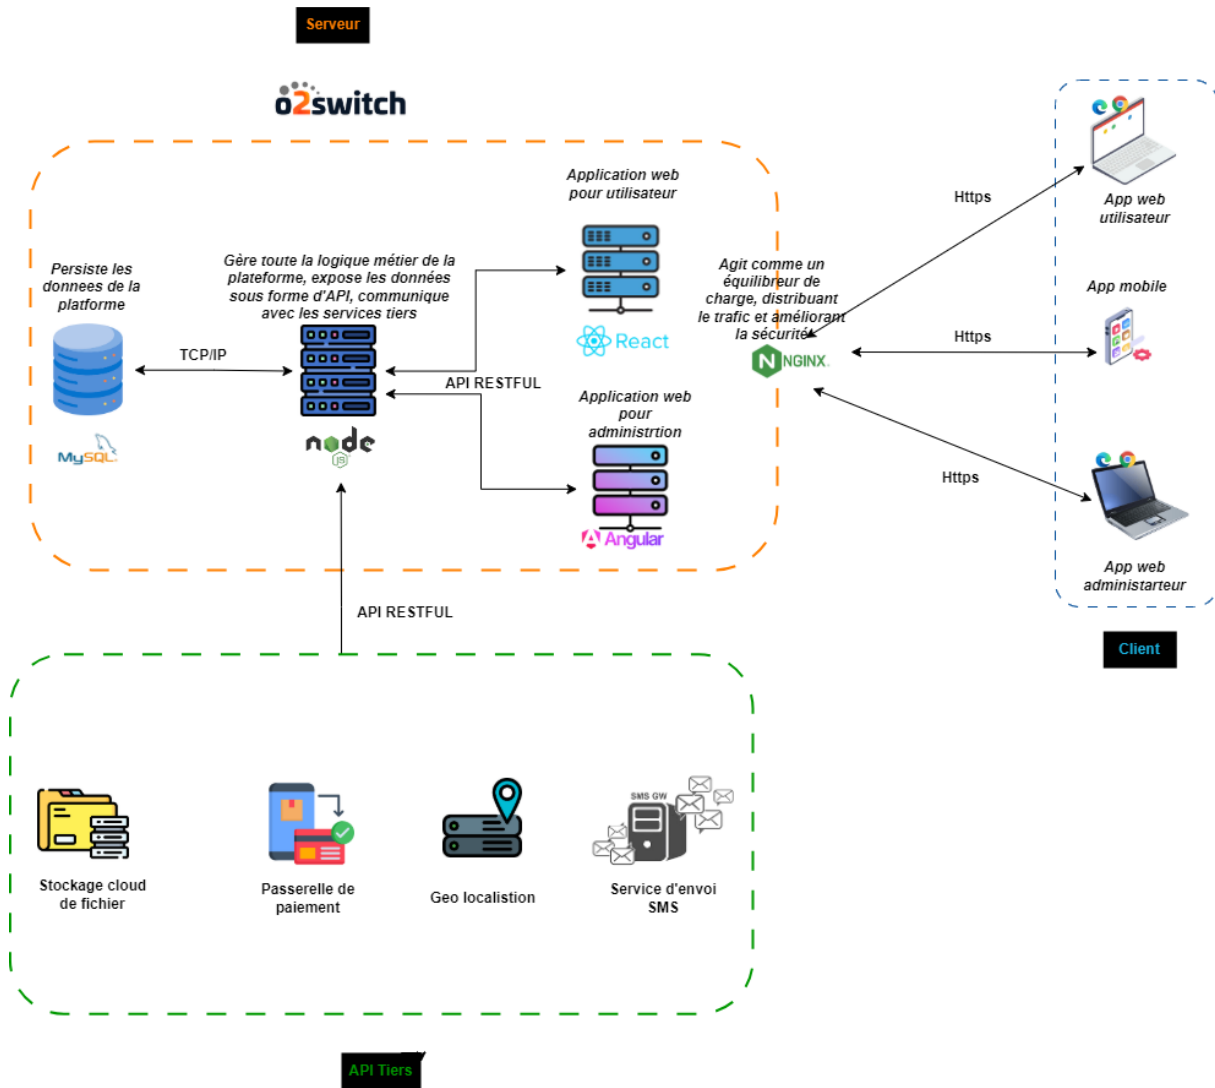 Serveur
o2switch
Application web
pour utilisateur
Persiste les
donnees de la
platforme
Gère toute la logique métier de la
plateforme, expose les données
sous forme d'API, communique
avec les services tiers
TCP/IP
MySQL
node
JS
API RESTFUL
React
Application web
pour
administrtion
Angular
Agit comme un
équilibreur de
charge, distribuant
le trafic et améliorant
la sécurité
NGINX
Https
Https
Https
App web
utilisateur
App mobile
App web
administarteur
Client
API RESTFUL
Stockage cloud
de fichier
Passerelle de
paiement
Geo localistion
SMS GW
Service d'envoi
SMS
API Tiers